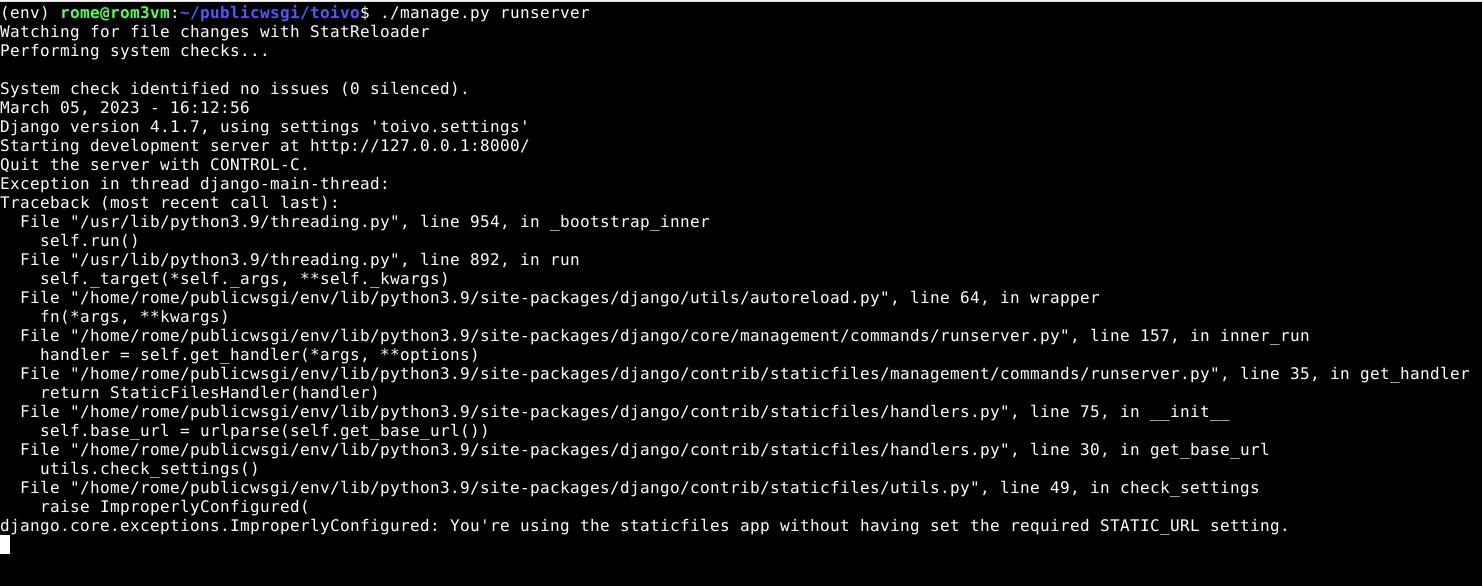 (env) rome@rom3vm:~/publicwsgi/toivo$ ./manage.py runserver
Watching for file changes with StatReloader
Performing system checks...

System check identified no issues (0 silenced).
March 05, 2023 - 16:12:56
Django version 4.1.7, using settings 'toivo.settings'
Starting development server at http://127.0.0.1:8000/
Quit the server with CONTROL-C.
Exception in thread django-main-thread:
Traceback (most recent call last):
  File "/usr/lib/python3.9/threading.py", line 954, in _bootstrap_inner
    self.run()
  File "/usr/lib/python3.9/threading.py", line 892, in run
    self._target(*self._args, **self._kwargs)
  File "/home/rome/publicwsgi/env/lib/python3.9/site-packages/django/utils/autoreload.py", line 64, in wrapper
    fn(*args, **kwargs)
  File "/home/rome/publicwsgi/env/lib/python3.9/site-packages/django/core/management/commands/runserver.py", line 157, in inner_run
    handler = self.get_handler(*args, **options)
  File "/home/rome/publicwsgi/env/lib/python3.9/site-packages/django/contrib/staticfiles/management/commands/runserver.py", line 35, in get_handler
    return StaticFilesHandler(handler)
  File "/home/rome/publicwsgi/env/lib/python3.9/site-packages/django/contrib/staticfiles/handlers.py", line 75, in __init__
    self.base_url = urlparse(self.get_base_url())
  File "/home/rome/publicwsgi/env/lib/python3.9/site-packages/django/contrib/staticfiles/handlers.py", line 30, in get_base_url
    utils.check_settings()
  File "/home/rome/publicwsgi/env/lib/python3.9/site-packages/django/contrib/staticfiles/utils.py", line 49, in check_settings
    raise ImproperlyConfigured(
django.core.exceptions.ImproperlyConfigured: You're using the staticfiles app without having set the required STATIC_URL setting.